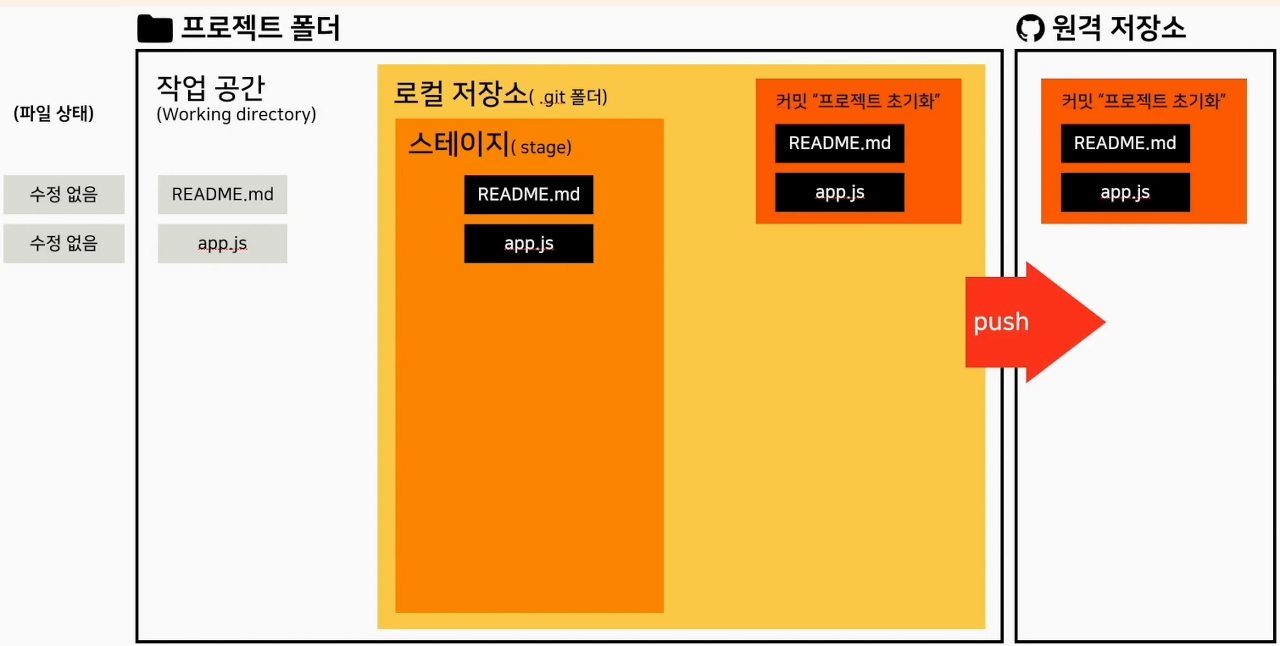 프로젝트 폴더
원격 저장소
(파일 상태)
작업 공간
(Working directory)
로컬 저장소( .git 폴더)
스테이지( stage)
커밋 “프로젝트 초기화”
README.md
app.js
커밋 “프로젝트 초기화”
README.md
app.js
수정 없음
README.md
README.md
수정 없음
app.js
app.js
push